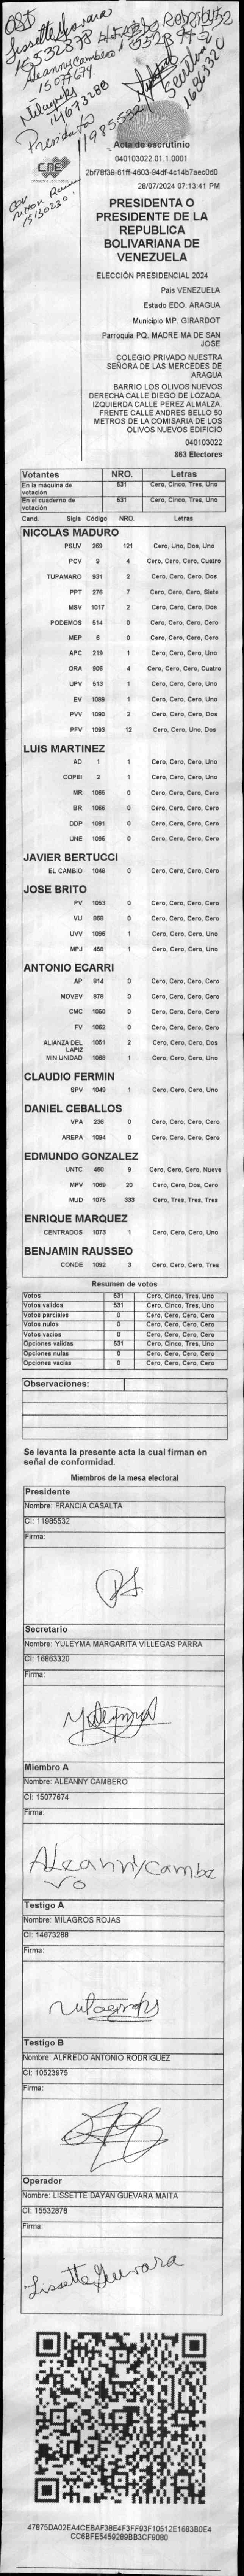 OSI
Lissette Guevara
15532878
Aleanny Cambero
15077674
Milagros
14673288
Presidenta
11985532
Secretaria
16863320
CNE
Acta de escrutinio
040103022.01.1.0001
2bf78f39-61ff-4603-94df-4c14b7aec0d0
28/07/2024 07:13:41 PM
PRESIDENTA O
PRESIDENTE DE LA
REPUBLICA
BOLIVARIANA DE
VENEZUELA
ELECCIÓN PRESIDENCIAL 2024
Pais VENEZUELA
Estado EDO. ARAGUA
Municipio MP. GIRARDOT
Parroquia PQ. MADRE MA DE SAN
JOSE
COLEGIO PRIVADO NUESTRA
SEÑORA DE LAS MERCEDES DE
ARAGUA
BARRIO LOS OLIVOS NUEVOS
DERECHA CALLE DIEGO DE LOZADA.
IZQUIERDA CALLE PEREZ ALMALZA.
FRENTE CALLE ANDRES BELLO 50
METROS DE LA COMISARIA DE LOS
OLIVOS NUEVOS EDIFICIO
040103022
863 Electores
Votantes NRO. Letras
En la máquina de votación 531 Cero, Cinco, Tres, Uno
En el cuaderno de votación 531 Cero, Cinco, Tres, Uno
Cand. Sigla Código NRO. Letras
NICOLAS MADURO
PSUV 269 121 Cero, Uno, Dos, Uno
PCV 9 4 Cero, Cero, Cero, Cuatro
TUPAMARO 931 2 Cero, Cero, Cero, Dos
PPT 276 7 Cero, Cero, Cero, Siete
MSV 1017 2 Cero, Cero, Cero, Dos
PODEMOS 514 0 Cero, Cero, Cero, Cero
MEP 6 0 Cero, Cero, Cero, Cero
APC 219 1 Cero, Cero, Cero, Uno
ORA 906 4 Cero, Cero, Cero, Cuatro
UPV 513 1 Cero, Cero, Cero, Uno
EV 1089 1 Cero, Cero, Cero, Uno
PVV 1090 2 Cero, Cero, Cero, Dos
PFV 1093 12 Cero, Cero, Uno, Dos
LUIS MARTINEZ
AD 1 1 Cero, Cero, Cero, Uno
COPEI 2 1 Cero, Cero, Cero, Uno
MR 1065 0 Cero, Cero, Cero, Cero
BR 1066 0 Cero, Cero, Cero, Cero
DDP 1091 0 Cero, Cero, Cero, Cero
UNE 1095 0 Cero, Cero, Cero, Cero
JAVIER BERTUCCI
EL CAMBIO 1048 0 Cero, Cero, Cero, Cero
JOSE BRITO
PV 1053 0 Cero, Cero, Cero, Cero
VU 868 0 Cero, Cero, Cero, Cero
UVV 1096 1 Cero, Cero, Cero, Uno
MPJ 458 1 Cero, Cero, Cero, Uno
ANTONIO ECARRI
AP 814 0 Cero, Cero, Cero, Cero
MOVEV 878 0 Cero, Cero, Cero, Cero
CMC 1060 0 Cero, Cero, Cero, Cero
FV 1062 0 Cero, Cero, Cero, Cero
ALIANZA DEL LAPIZ 1051 2 Cero, Cero, Cero, Dos
MIN UNIDAD 1068 1 Cero, Cero, Cero, Uno
CLAUDIO FERMIN
SPV 1049 1 Cero, Cero, Cero, Uno
DANIEL CEBALLOS
VPA 236 0 Cero, Cero, Cero, Cero
AREPA 1094 0 Cero, Cero, Cero, Cero
EDMUNDO GONZALEZ
UNTC 460 9 Cero, Cero, Cero, Nueve
MPV 1069 20 Cero, Cero, Dos, Cero
MUD 1075 333 Cero, Tres, Tres, Tres
ENRIQUE MARQUEZ
CENTRADOS 1073 1 Cero, Cero, Cero, Uno
BENJAMIN RAUSSEO
CONDE 1092 3 Cero, Cero, Cero, Tres
Resumen de votos
Votos 531 Cero, Cinco, Tres, Uno
Votos válidos 531 Cero, Cinco, Tres, Uno
Votos parciales 0 Cero, Cero, Cero, Cero
Votos nulos 0 Cero, Cero, Cero, Cero
Votos vacíos 0 Cero, Cero, Cero, Cero
Opciones válidas 531 Cero, Cinco, Tres, Uno
Opciones nulas 0 Cero, Cero, Cero, Cero
Opciones vacías 0 Cero, Cero, Cero, Cero
Observaciones:
Se levanta la presente acta la cual firman en
señal de conformidad.
Miembros de la mesa electoral
Presidente
Nombre: FRANCIA CASALTA
CI: 11985532
Firma:
Secretario
Nombre: YULEYMA MARGARITA VILLEGAS PARRA
CI: 16863320
Firma:
Miembro A
Nombre: ALEANNY CAMBERO
CI: 15077674
Firma:
Aleanny Cambe
ro
Testigo A
Nombre: MILAGROS ROJAS
CI: 14673288
Firma:
Milagros
Testigo B
Nombre: ALFREDO ANTONIO RODRIGUEZ
CI: 10523975
Firma:
Operador
Nombre: LISSETTE DAYAN GUEVARA MAITA
CI: 15532878
Firma:
Lissette Guevara
47875DA02EA4CEBAF38E4F3FF93F10512E1683B0E4
CC6BFE5459289BB3CF9080